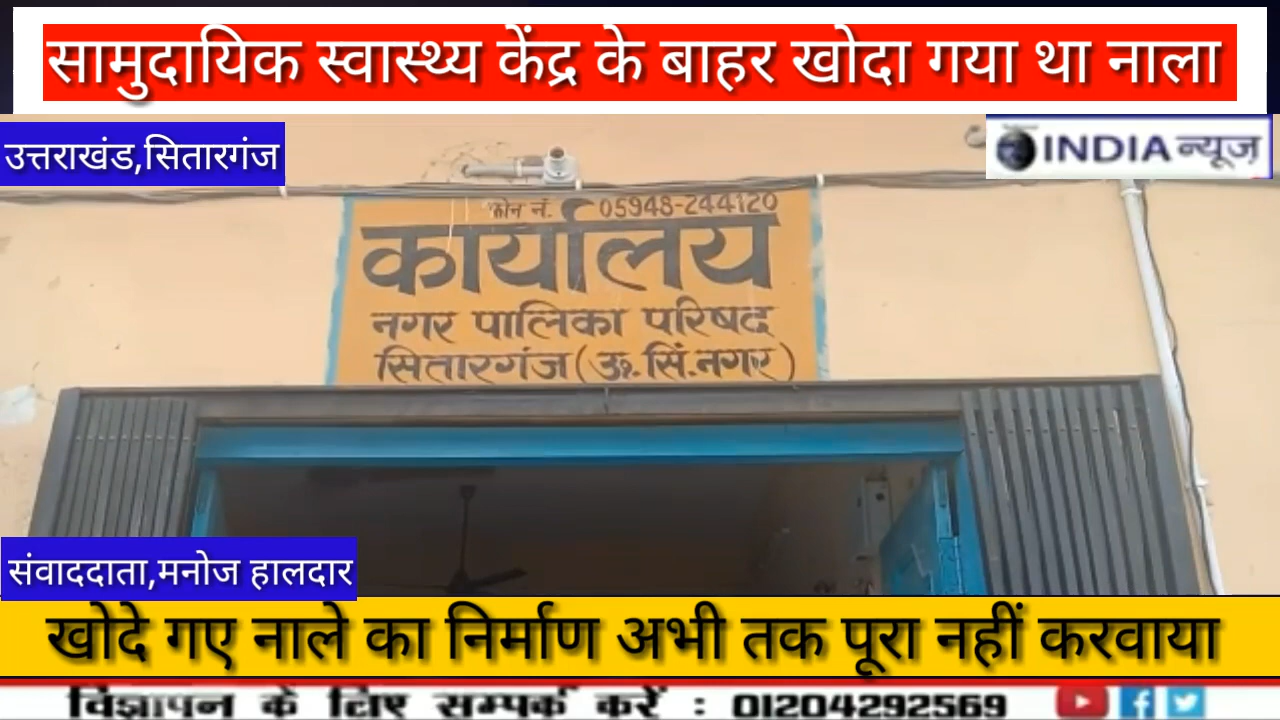 सामुदायिक स्वास्थ्य केंद्र के बाहर खोदा गया था नाला
उत्तराखंड,सितारगंज
INDIA न्यूज़
फोन नं. 05948-244120
कार्यालय
नगर पालिका परिषद
सितारगंज (ऊ.सिं.नगर)
संवाददाता,मनोज हालदार
खोदे गए नाले का निर्माण अभी तक पूरा नहीं करवाया
विज्ञापन के लिए सम्पर्क करें : 01204292569